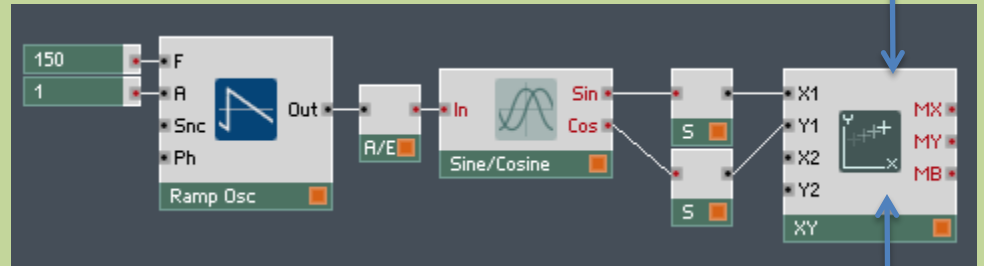 150
1
F
A
Snc
Ph
Out
Ramp Osc
A/E
In
Sin
Cos
Sine/Cosine
S
S
X1
Y1
X2
Y2
Y
X
MX
MY
MB
XY